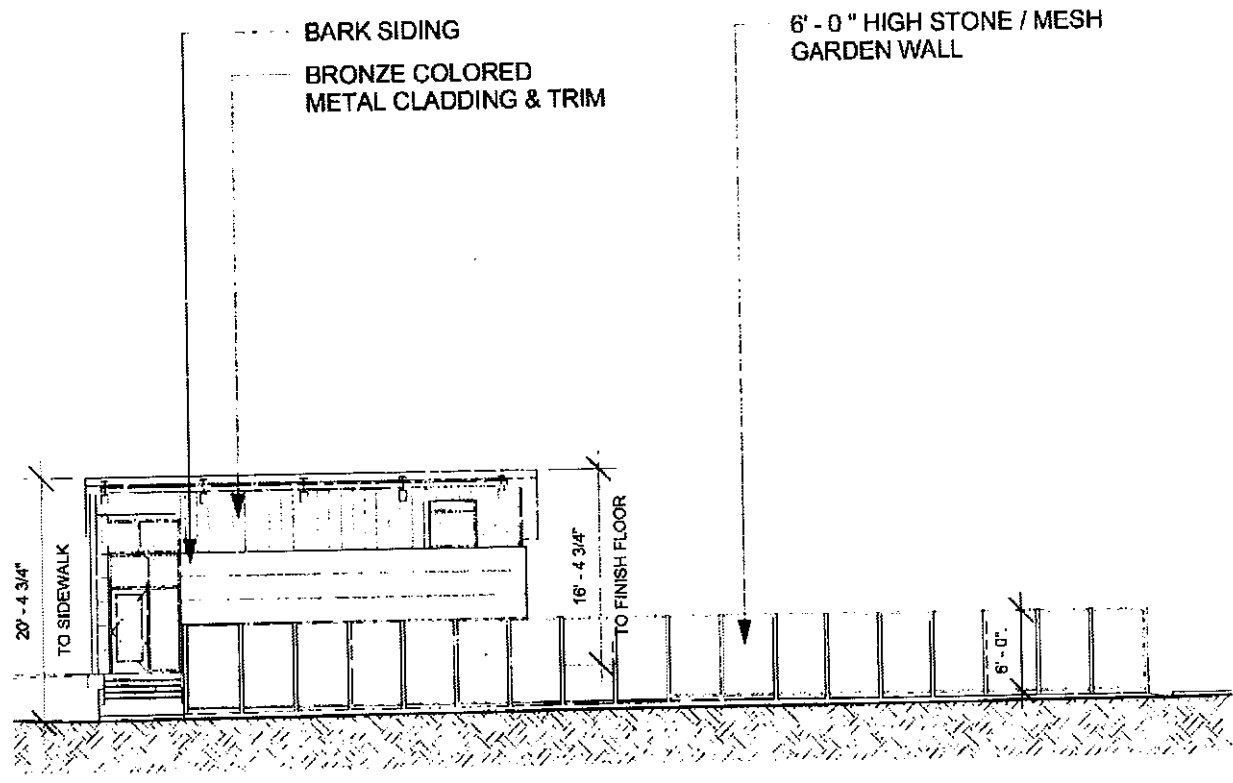 BARK SIDING
BRONZE COLORED
METAL CLADDING & TRIM
6' - 0 " HIGH STONE / MESH
GARDEN WALL
20' - 4 3/4"
TO SIDEWALK
16' - 4 3/4"
TO FINISH FLOOR
6' - 0".